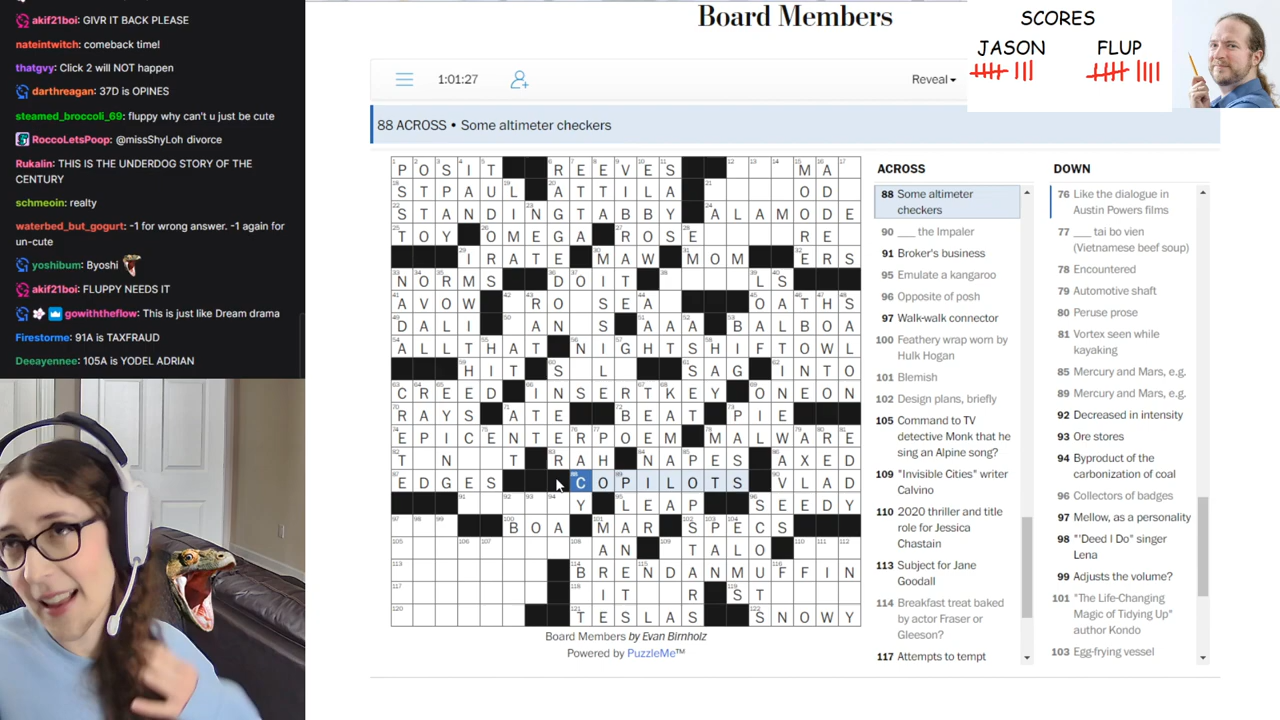 akif21boi: GIVR IT BACK PLEASE
nateintwitch: comeback time!
thatgvy: Click 2 will NOT happen
darthreagan: 37D is OPINES
steamed_broccoli_69: fluppy why can't u just be cute
RoccoLetsPoop: @missShyLoh divorce
Rukalin: THIS IS THE UNDERDOG STORY OF THE
CENTURY
schmeoin: realty
waterbed_but_gogurt: -1 for wrong answer. -1 again for
un-cute
yoshibum: Byoshi
akif21boi: FLUPPY NEEDS IT
gowiththeflow: This is just like Dream drama
Firestorme: 91A is TAXFRAUD
Deeayennee: 105A is YODEL ADRIAN
Board Members
1:01:27
Reveal
SCORES
JASON FLUP
88 ACROSS • Some altimeter checkers
POSIT REEVES MA
STPAUL ATTILA OD
STANDINGTABBY ALAMODE
TOY OMEGA ROSE RE
IRATE MAW MOM ERS
NORMS DOIT LS
AVOW RO SEA OATHS
DALI AN S AAA BALBOA
ALLTHAT NIGHTSHIFTOWL
HIT S L SAG INTO
CREED INSERTKEY ONEON
RAYS ATE BEAT PIE
EPICENTERPOEM MALWARE
T N T RAH NAPES AXED
EDGES COPILOTS VLAD
Y LEAP SEEDY
BOA MAR SPECS
AN TALO
BRENDANMUFFIN
IT R ST
TESLAS SNOWY
Board Members by Evan Birnholz
Powered by PuzzleMe™
ACROSS
88 Some altimeter
checkers
90 ___ the Impaler
91 Broker's business
95 Emulate a kangaroo
96 Opposite of posh
97 Walk-walk connector
100 Feathery wrap worn by
Hulk Hogan
101 Blemish
102 Design plans, briefly
105 Command to TV
detective Monk that he
sing an Alpine song?
109 "Invisible Cities" writer
Calvino
110 2020 thriller and title
role for Jessica
Chastain
113 Subject for Jane
Goodall
114 Breakfast treat baked
by actor Fraser or
Gleeson?
117 Attempts to tempt
DOWN
76 Like the dialogue in
Austin Powers films
77 ___ tai bo vien
(Vietnamese beef soup)
78 Encountered
79 Automotive shaft
80 Peruse prose
81 Vortex seen while
kayaking
85 Mercury and Mars, e.g.
89 Mercury and Mars, e.g.
92 Decreased in intensity
93 Ore stores
94 Byproduct of the
carbonization of coal
96 Collectors of badges
97 Mellow, as a personality
98 "'Deed I Do" singer
Lena
99 Adjusts the volume?
101 "The Life-Changing
Magic of Tidying Up"
author Kondo
103 Egg-frying vessel